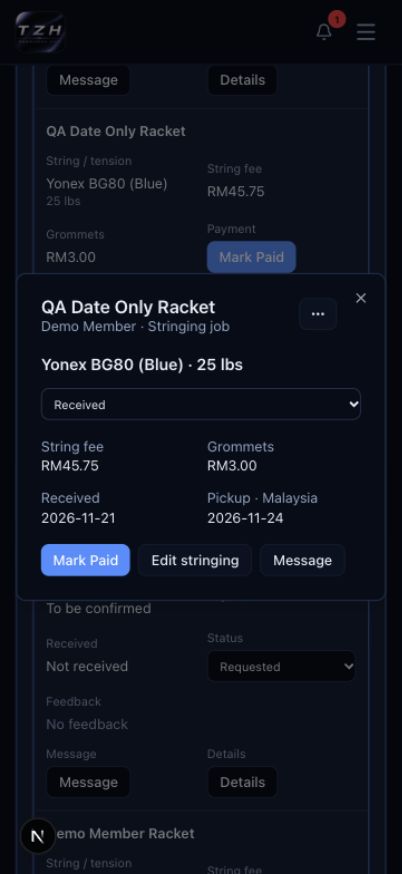 TZH
1
Message
Details
QA Date Only Racket
String / tension
String fee
Yonex BG80 (Blue)
25 lbs
RM45.75
Grommets
Payment
RM3.00
Mark Paid
QA Date Only Racket
Demo Member · Stringing job
...
×
Yonex BG80 (Blue) · 25 lbs
Received
String fee
Grommets
RM45.75
RM3.00
Received
Pickup · Malaysia
2026-11-21
2026-11-24
Mark Paid
Edit stringing
Message
To be confirmed
Received
Status
Not received
Requested
Feedback
No feedback
Message
Details
Message
Details
N
emo Member Racket
String / tension
String fee